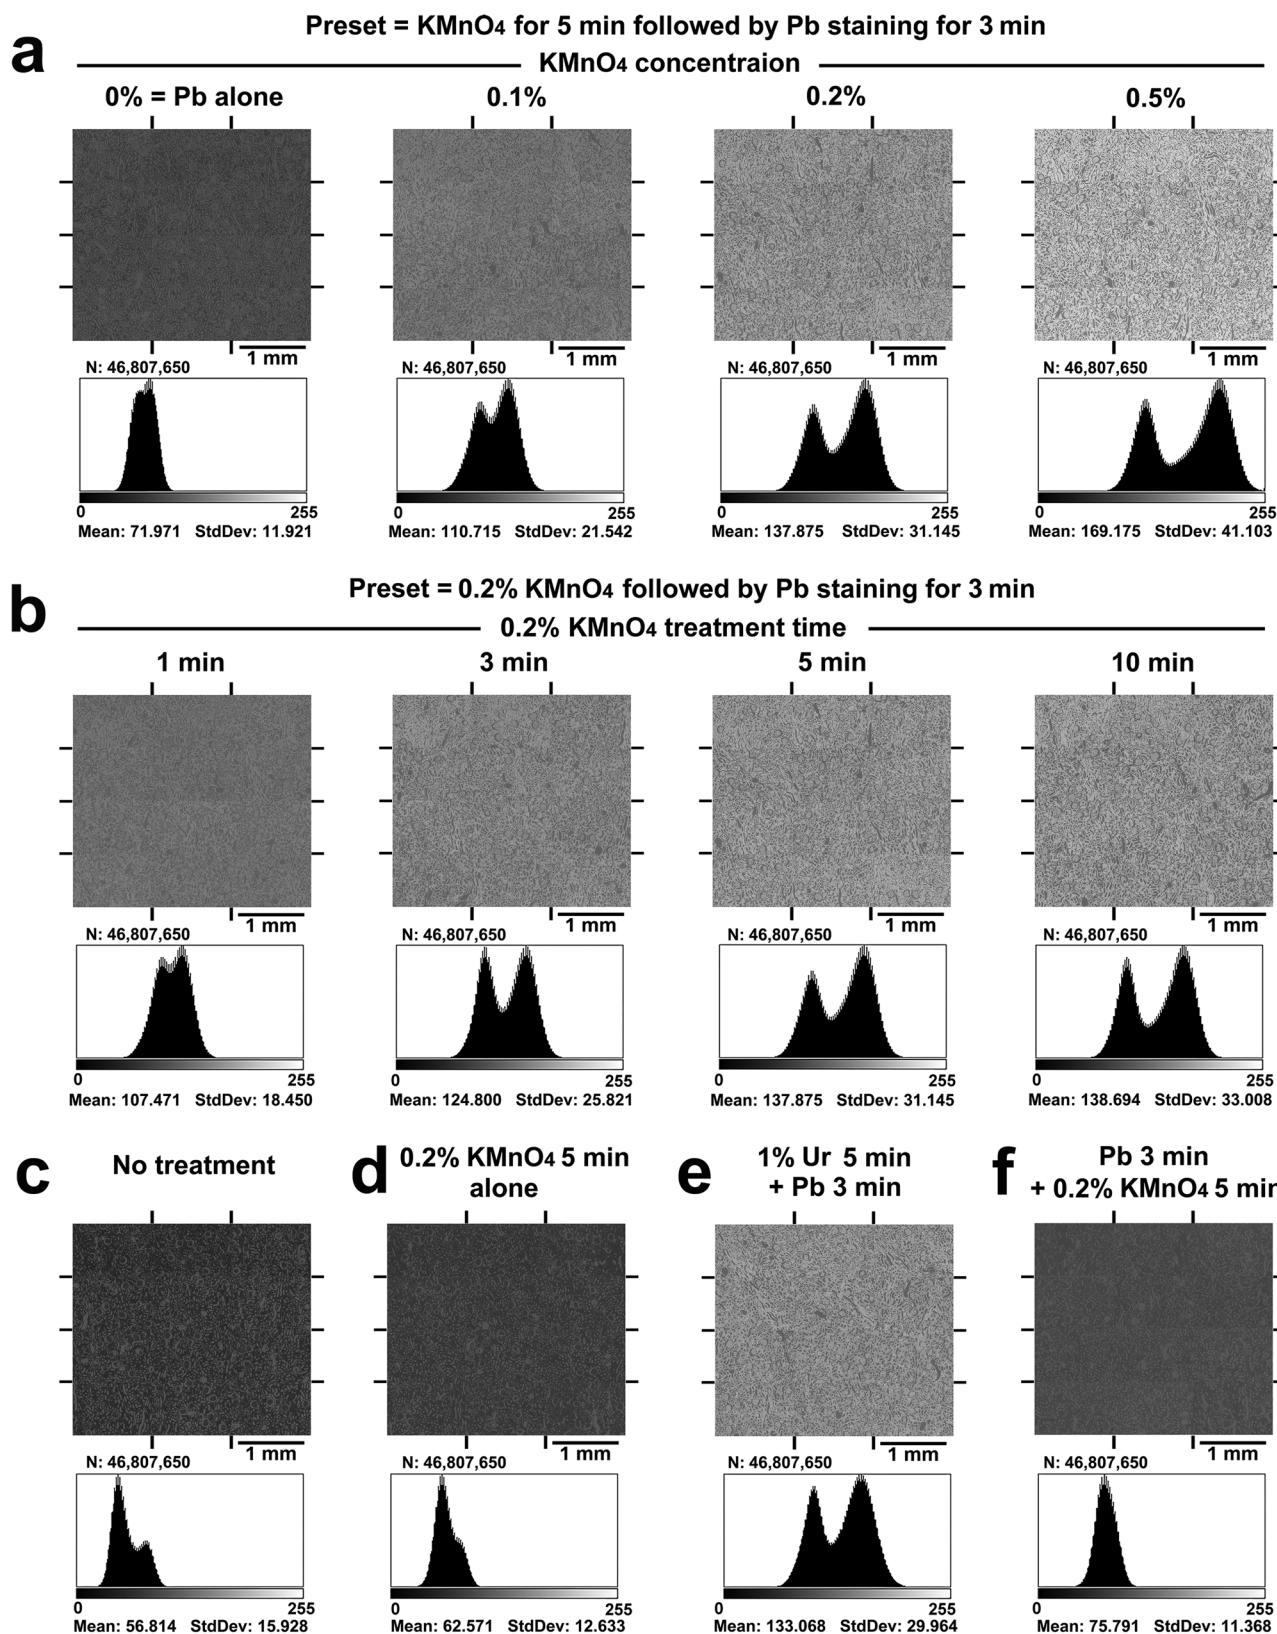 a
Preset = KMnO4 for 5 min followed by Pb staining for 3 min
KMnO4 concentraion
0% = Pb alone 0.1% 0.2% 0.5%
1 mm 1 mm 1 mm 1 mm
N: 46,807,650 N: 46,807,650 N: 46,807,650 N: 46,807,650
0 255 0 255 0 255 0 255
Mean: 71.971 StdDev: 11.921 Mean: 110.715 StdDev: 21.542 Mean: 137.875 StdDev: 31.145 Mean: 169.175 StdDev: 41.103
b
Preset = 0.2% KMnO4 followed by Pb staining for 3 min
0.2% KMnO4 treatment time
1 min 3 min 5 min 10 min
1 mm 1 mm 1 mm 1 mm
N: 46,807,650 N: 46,807,650 N: 46,807,650 N: 46,807,650
0 255 0 255 0 255 0 255
Mean: 107.471 StdDev: 18.450 Mean: 124.800 StdDev: 25.821 Mean: 137.875 StdDev: 31.145 Mean: 138.694 StdDev: 33.008
c No treatment
d 0.2% KMnO4 5 min
alone
e 1% Ur 5 min
+ Pb 3 min
f Pb 3 min
+ 0.2% KMnO4 5 min
1 mm 1 mm 1 mm 1 mm
N: 46,807,650 N: 46,807,650 N: 46,807,650 N: 46,807,650
0 255 0 255 0 255 0 255
Mean: 56.814 StdDev: 15.928 Mean: 62.571 StdDev: 12.633 Mean: 133.068 StdDev: 29.964 Mean: 75.791 StdDev: 11.368